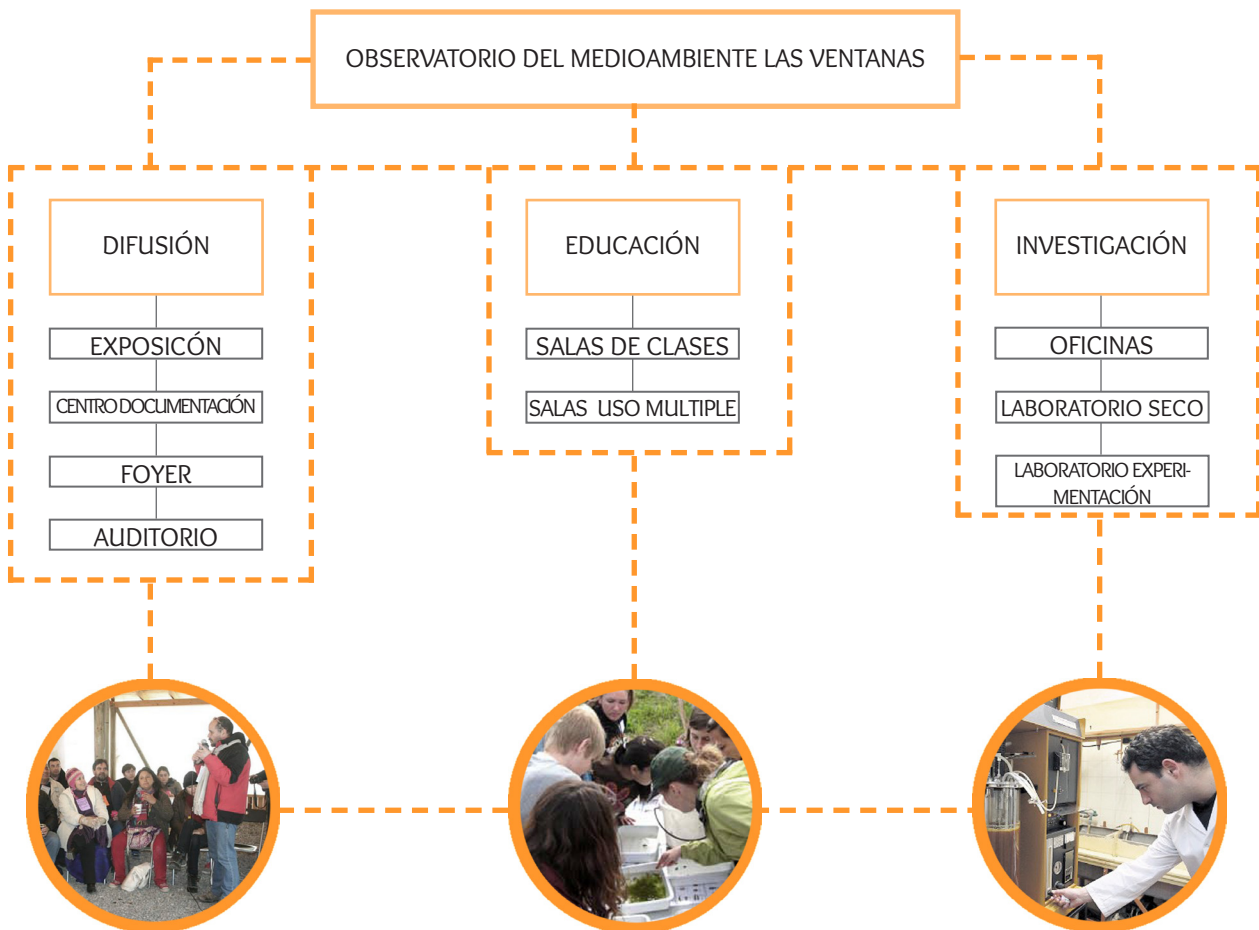 OBSERVATORIO DEL MEDIOAMBIENTE LAS VENTANAS
DIFUSIÓN
EXPOSICÓN
CENTRO DOCUMENTACIÓN
FOYER
AUDITORIO
EDUCACIÓN
SALAS DE CLASES
SALAS USO MULTIPLE
INVESTIGACIÓN
OFICINAS
LABORATORIO SECO
LABORATORIO EXPERI-
MENTACIÓN